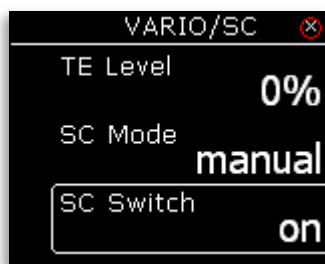 VARIO/SC
TE Level
0%
SC Mode
manual
SC Switch
on